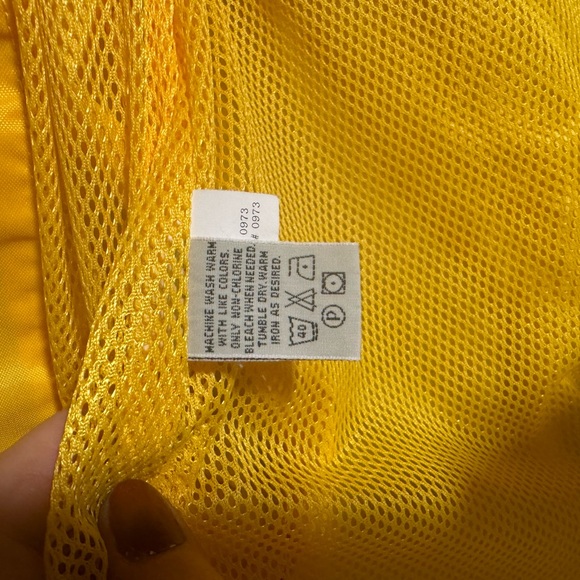 0973
# 0973
MACHINE WASH WARM
WITH LIKE COLORS.
ONLY NON-CHLORINE
BLEACH WHEN NEEDED.
TUMBLE DRY WARM
IRON AS DESIRED.
40
P